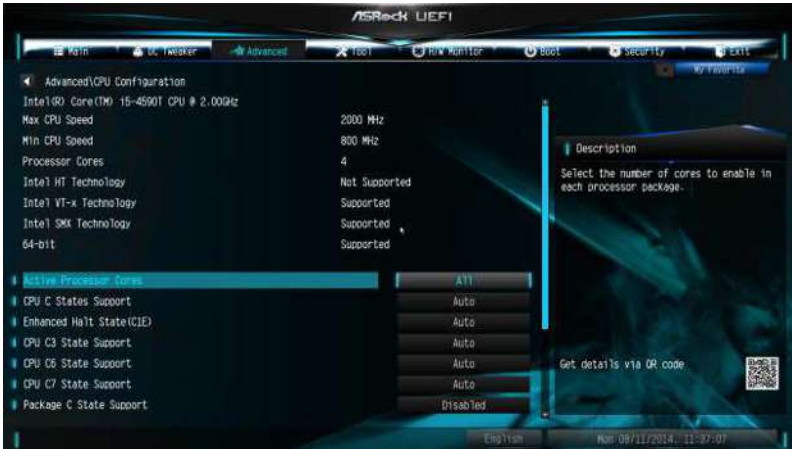 ASRock UEFI
Main OC Tweaker Advanced Tool H/W Monitor Boot Security Exit
My Favorite
Advanced\CPU Configuration
Intel(R) Core(TM) i5-4590T CPU @ 2.00GHz
Max CPU Speed 2000 MHz
Min CPU Speed 800 MHz
Processor Cores 4
Intel HT Technology Not Supported
Intel VT-x Technology Supported
Intel SMX Technology Supported
64-bit Supported
Active Processor Cores All
CPU C States Support Auto
Enhanced Halt State(C1E) Auto
CPU C3 State Support Auto
CPU C6 State Support Auto
CPU C7 State Support Auto
Package C State Support Disabled
Description
Select the number of cores to enable in
each processor package.
Get details via QR code
English Mon 08/11/2014, 11:37:07